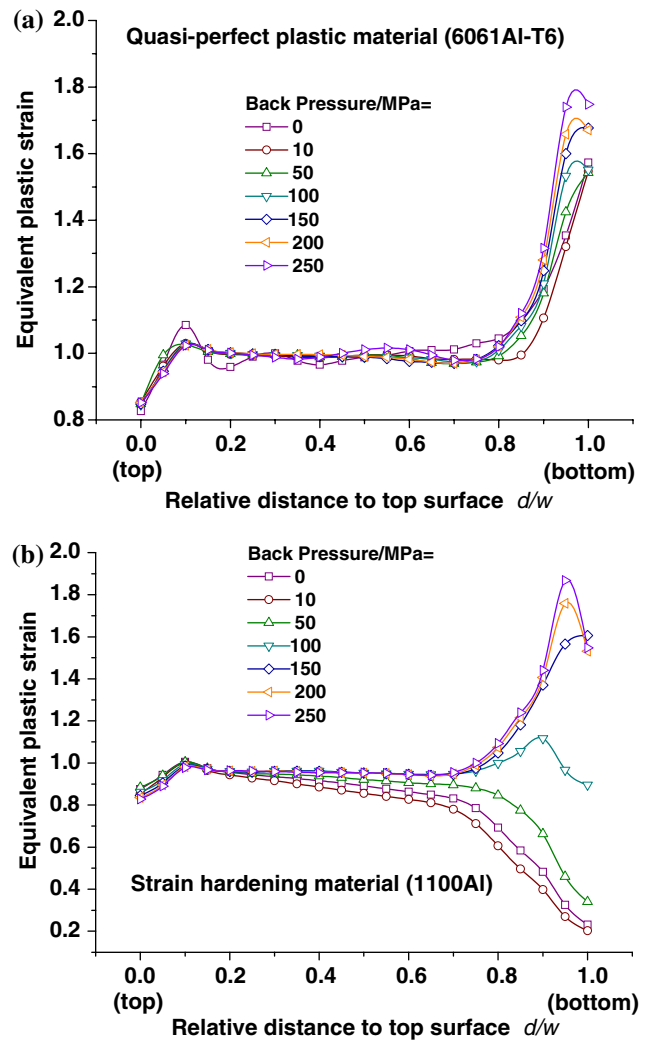 (a)
Quasi-perfect plastic material (6061Al-T6)
Back Pressure/MPa=
0
10
50
100
150
200
250
Equivalent plastic strain
2.0
1.8
1.6
1.4
1.2
1.0
0.8
0.0 0.2 0.4 0.6 0.8 1.0
(top) (bottom)
Relative distance to top surface d/w
(b)
Back Pressure/MPa=
0
10
50
100
150
200
250
Strain hardening material (1100Al)
Equivalent plastic strain
2.0
1.8
1.6
1.4
1.2
1.0
0.8
0.6
0.4
0.2
0.0 0.2 0.4 0.6 0.8 1.0
(top) (bottom)
Relative distance to top surface d/w